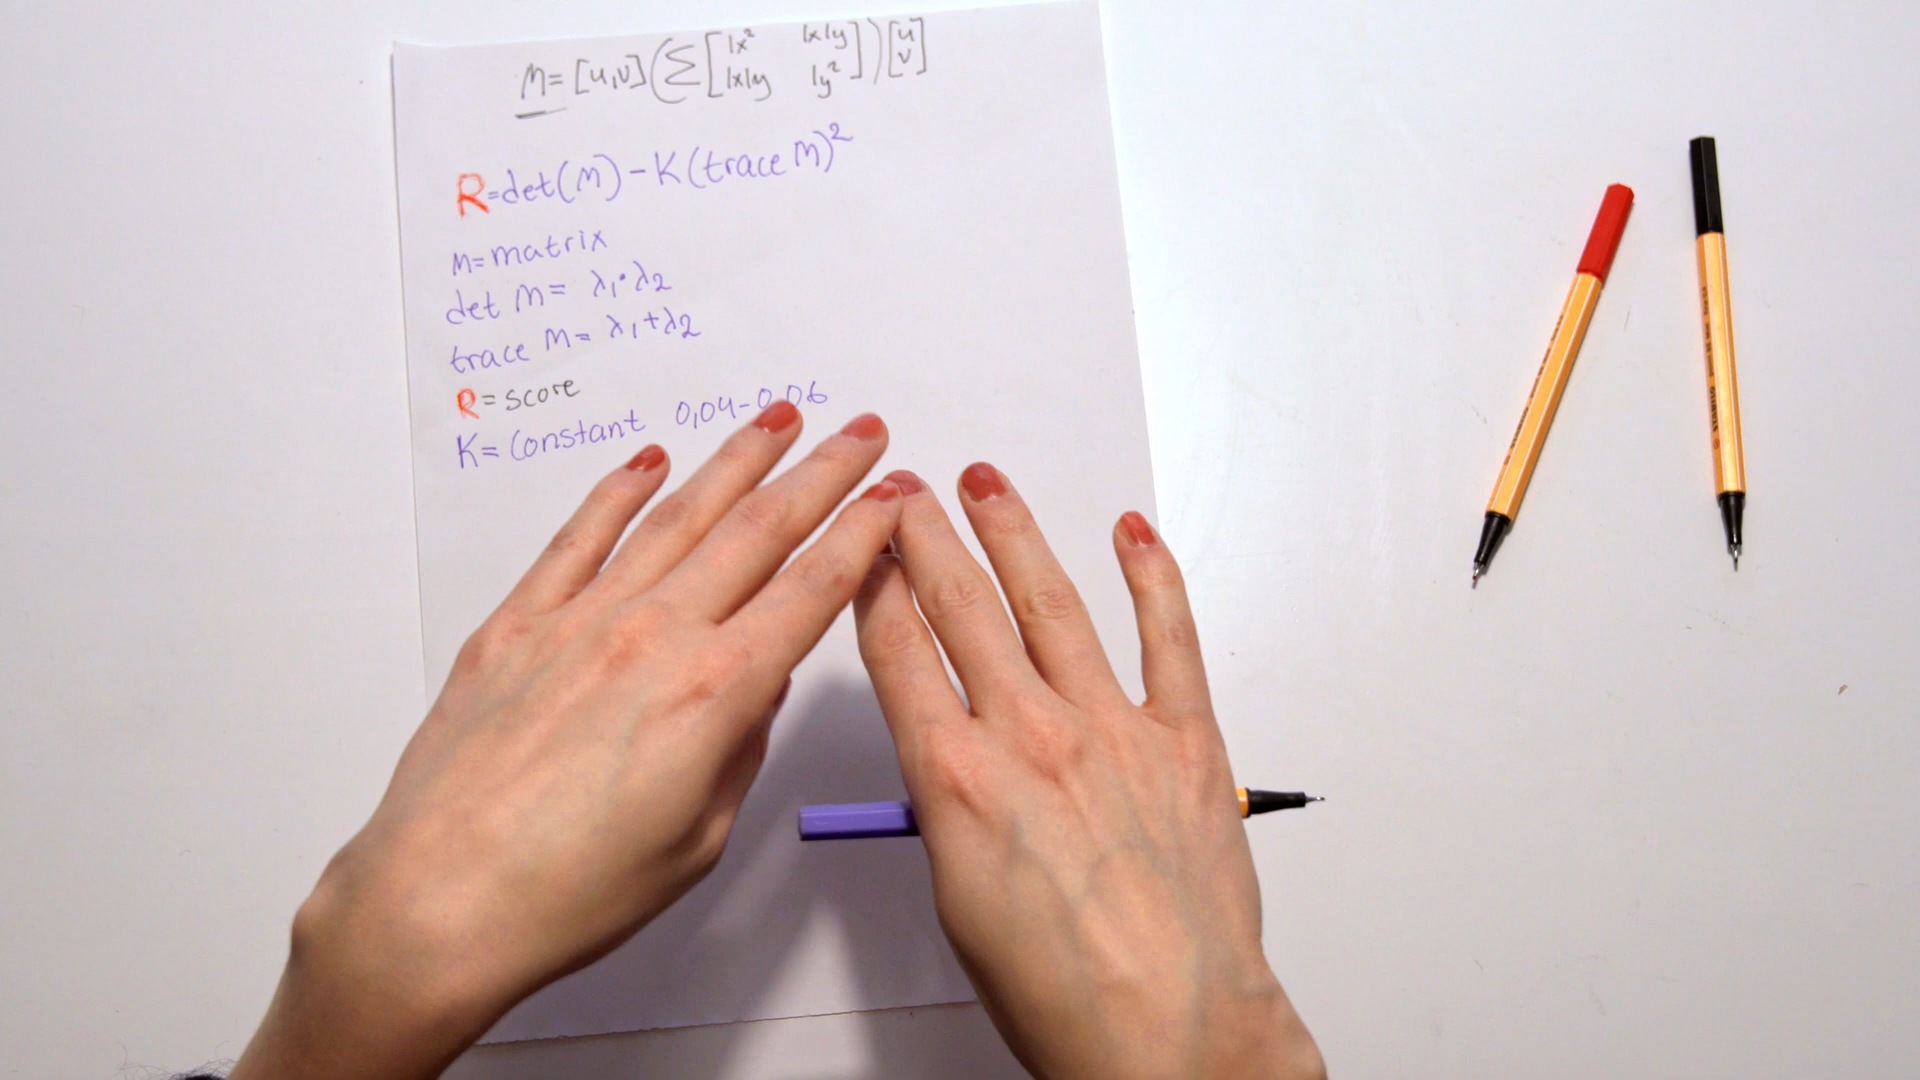 M= [u,v] (Σ [Ix² IxIy]) [u]
[IxIy Iy²] [v]
R=det(M)-K(trace M)²
M=matrix
det M= λ₁·λ₂
trace M= λ₁+λ2
R=score
K=Constant 0,04-0,06